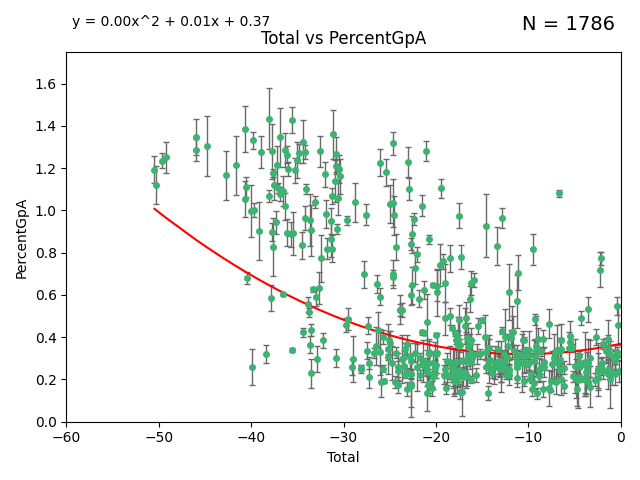 y = 0.00x^2 + 0.01x + 0.37
N = 1786
Total vs PercentGpA
PercentGpA
1.6
1.4
1.2
1.0
0.8
0.6
0.4
0.2
0.0
−60 −50 −40 −30 −20 −10 0
Total